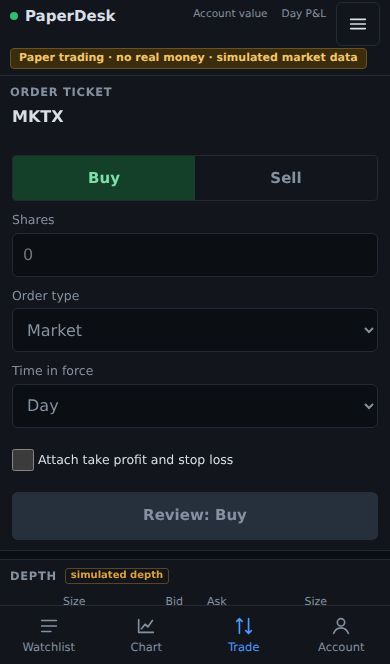 PaperDesk
Account value Day P&L
Paper trading · no real money · simulated market data
ORDER TICKET
MKTX
Buy Sell
Shares
0
Order type
Market
Time in force
Day
Attach take profit and stop loss
Review: Buy
DEPTH simulated depth
Size Bid Ask Size
Watchlist Chart Trade Account